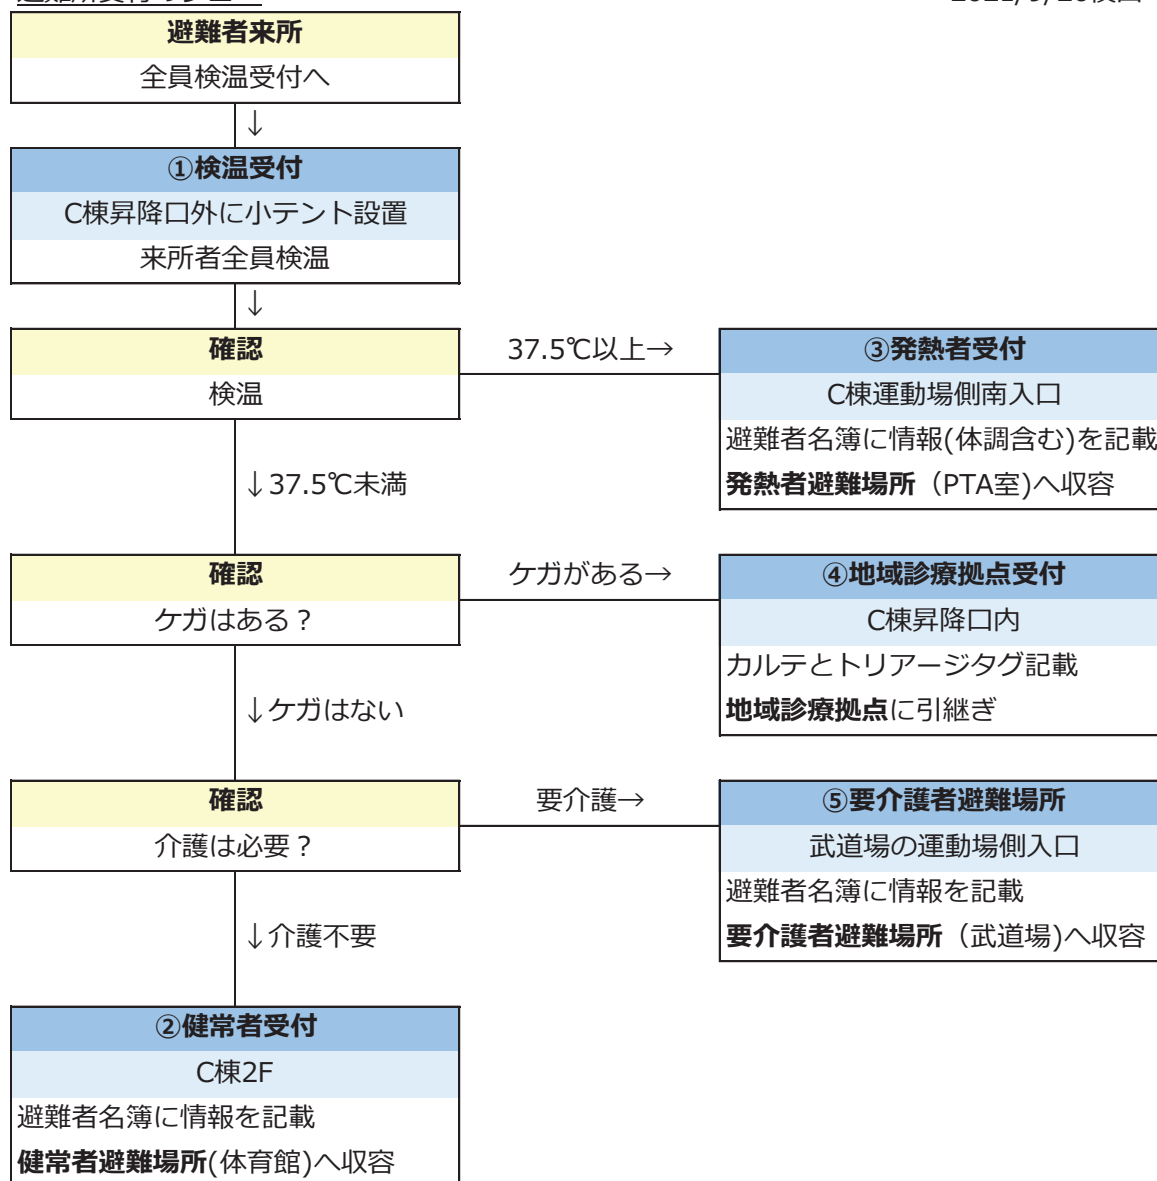 避難者来所
全員検温受付へ
↓
①検温受付
C棟昇降口外に小テント設置
来所者全員検温
↓
確認
37.5℃以上→
③発熱者受付
検温
C棟運動場側南入口
避難者名簿に情報(体調含む)を記載
↓37.5℃未満
発熱者避難場所（PTA室)へ収容
確認
ケガがある→
④地域診療拠点受付
ケガはある？
C棟昇降口内
カルテとトリアージタグ記載
↓ケガはない
地域診療拠点に引継ぎ
確認
要介護→
⑤要介護者避難場所
介護は必要？
武道場の運動場側入口
避難者名簿に情報を記載
↓介護不要
要介護者避難場所（武道場)へ収容
②健常者受付
C棟2F
避難者名簿に情報を記載
健常者避難場所(体育館)へ収容